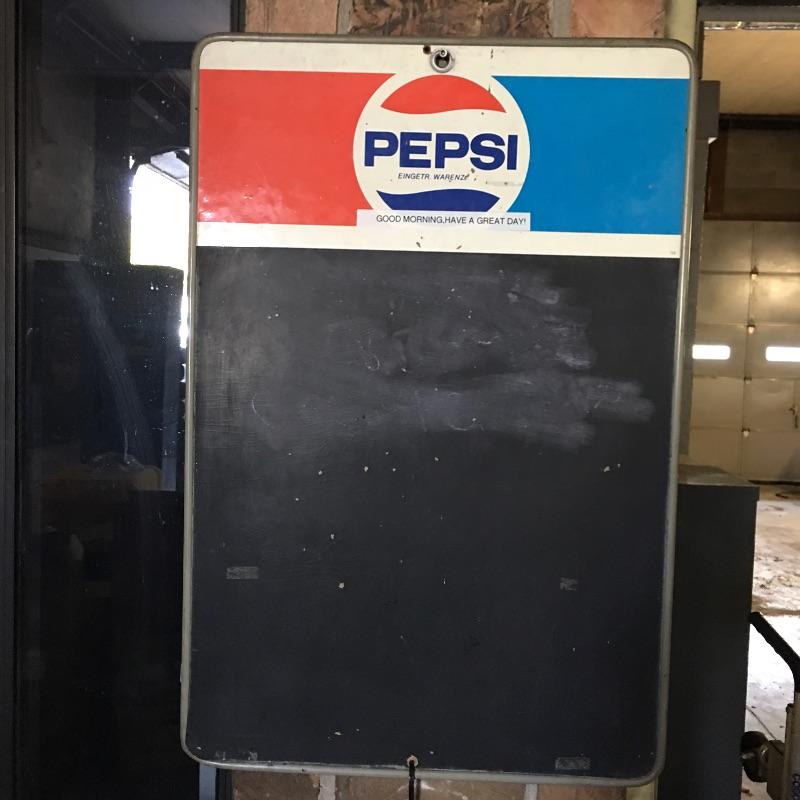 PEPSI
EINGETR. WARENZ.
GOOD MORNING,HAVE A GREAT DAY!